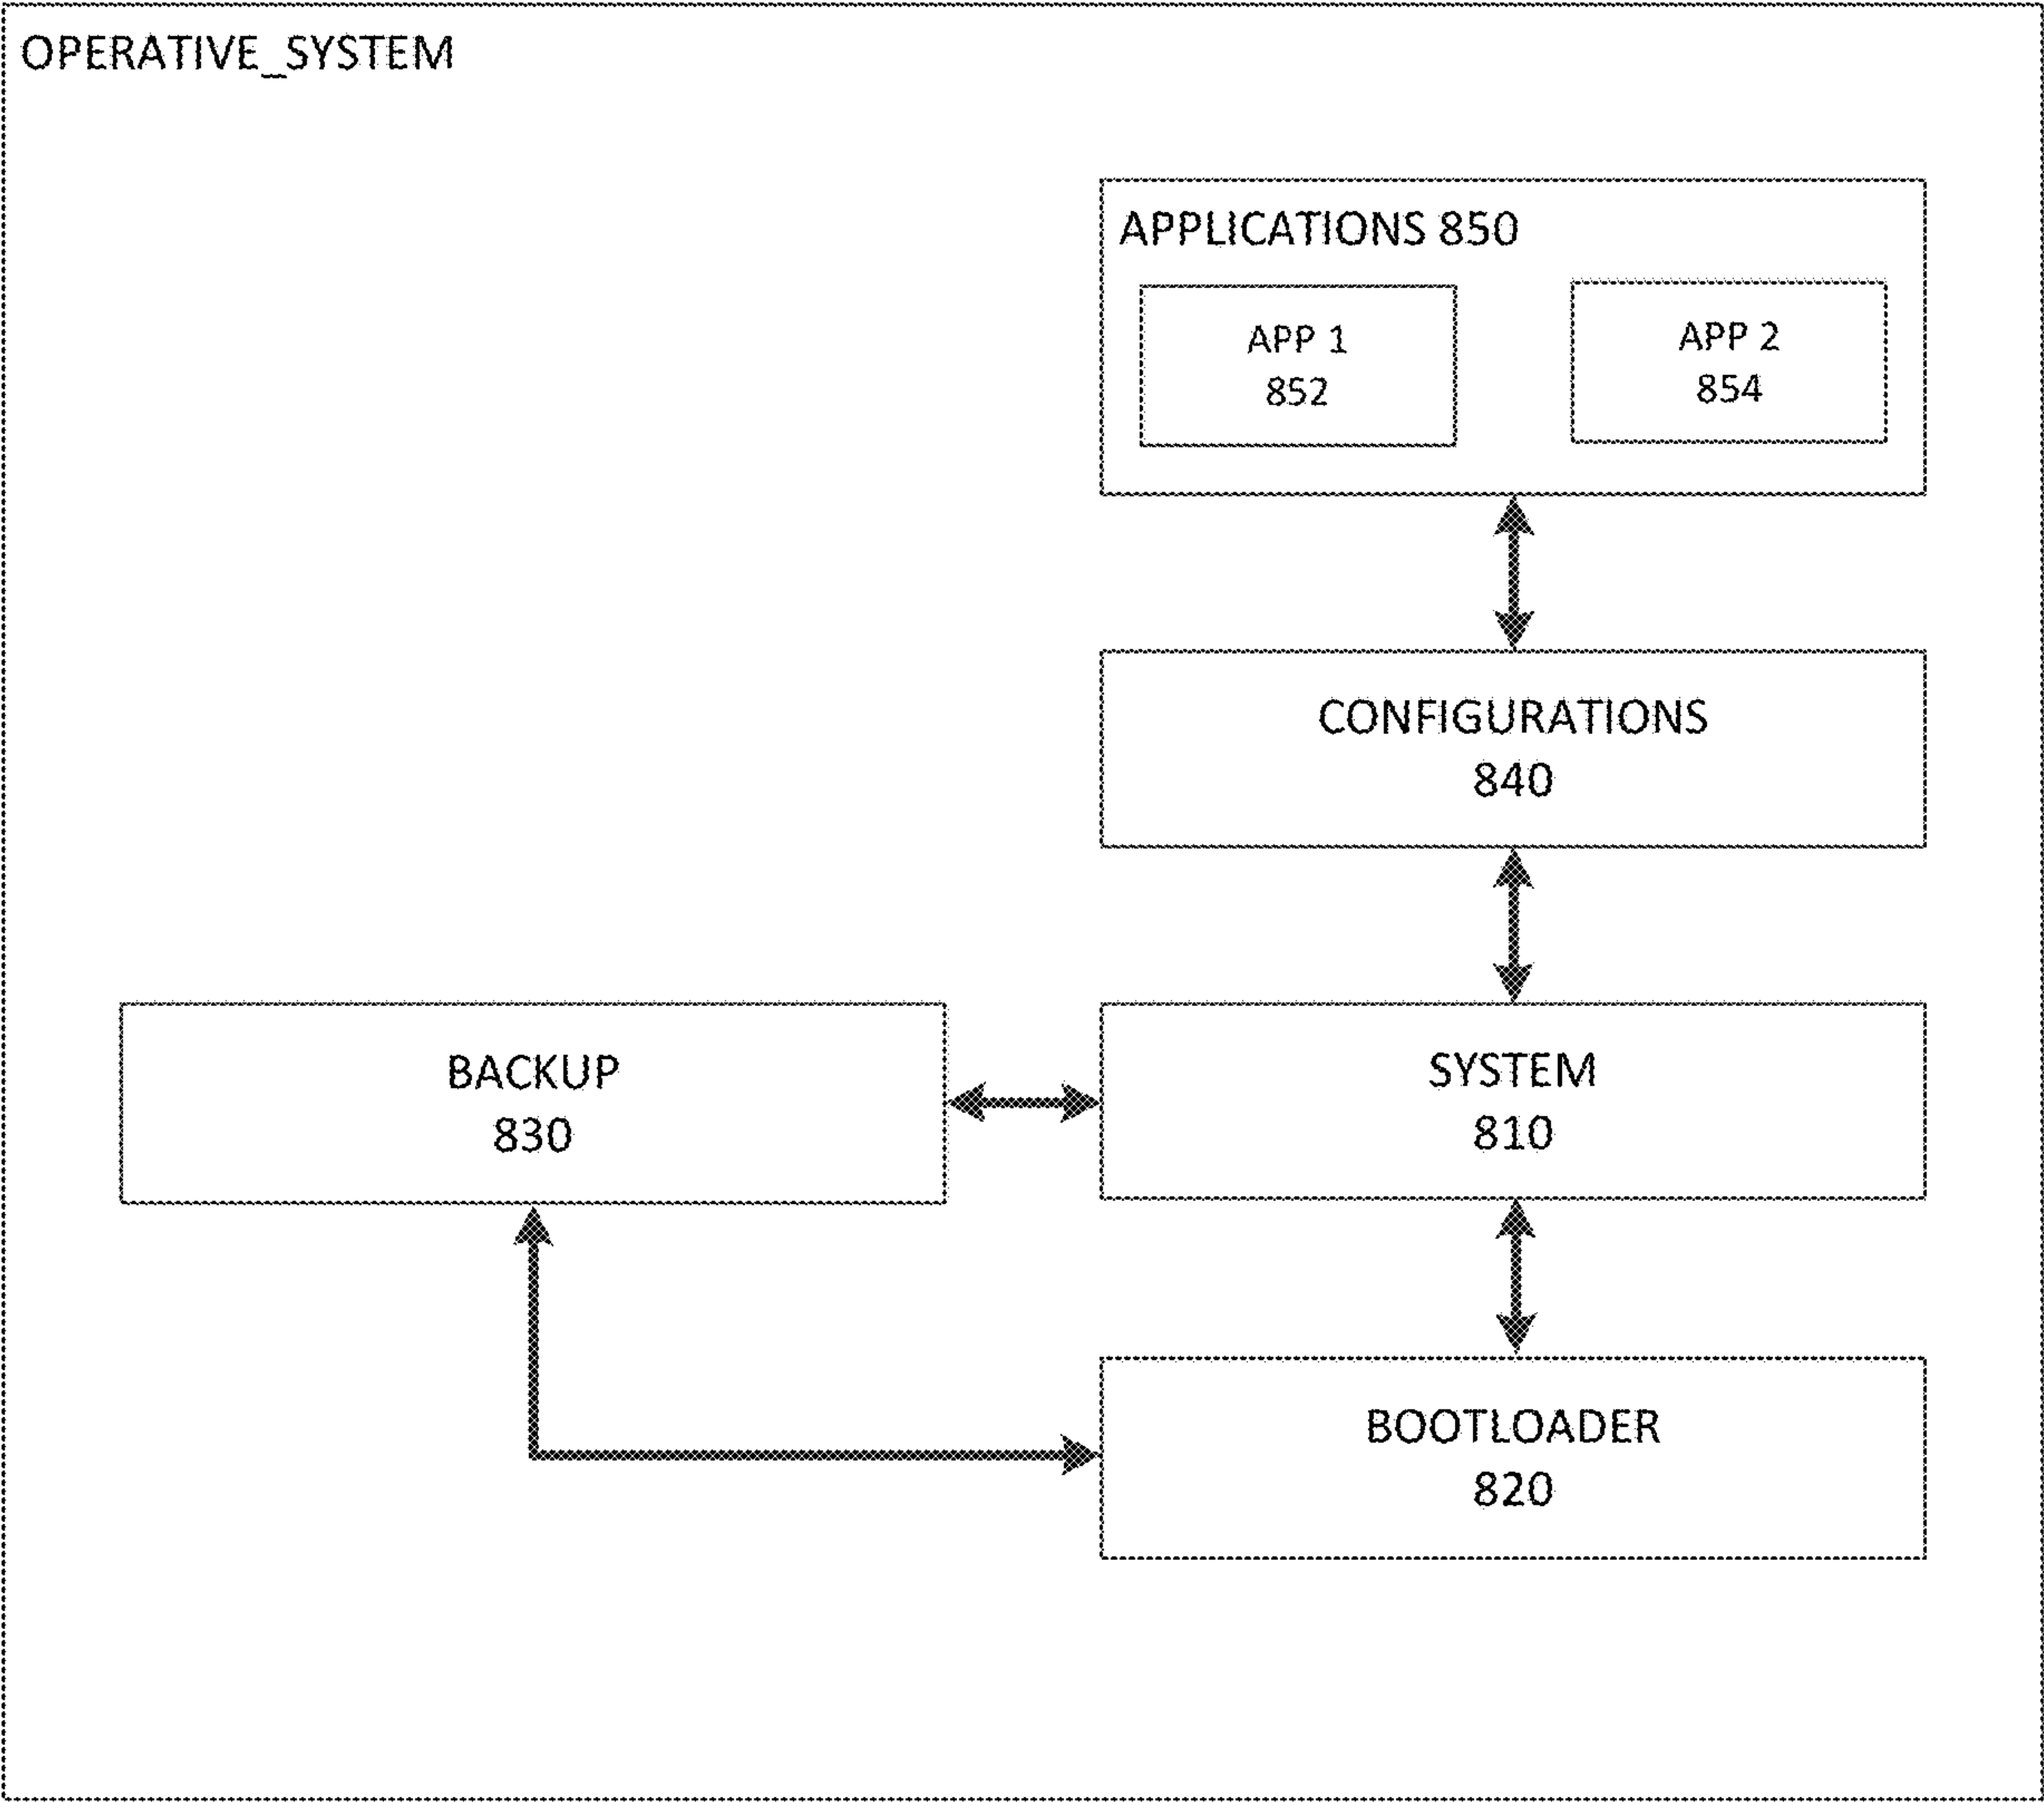 OPERATIVE_SYSTEM
APPLICATIONS 850
APP 1
852
APP 2
854
CONFIGURATIONS
840
BACKUP
830
SYSTEM
810
BOOTLOADER
820